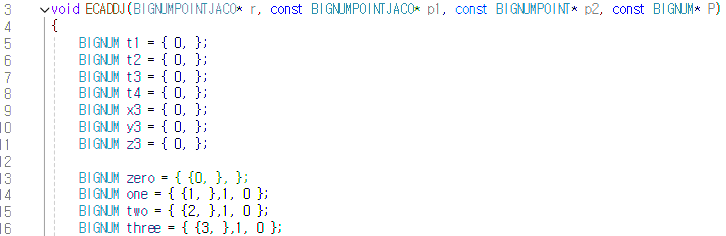 3 void ECADDJ(BIGNUMPOINTJACO* r, const BIGNUMPOINTJACO* p1, const BIGNUMPOINT* p2, const BIGNUM* P)
4 {
5 BIGNUM t1 = { 0, };
6 BIGNUM t2 = { 0, };
7 BIGNUM t3 = { 0, };
8 BIGNUM t4 = { 0, };
9 BIGNUM x3 = { 0, };
10 BIGNUM y3 = { 0, };
11 BIGNUM z3 = { 0, };
12
13 BIGNUM zero = { {0, }, };
14 BIGNUM one = { {1, },1, 0 };
15 BIGNUM two = { {2, },1, 0 };
16 BIGNUM three = { {3, },1, 0 };